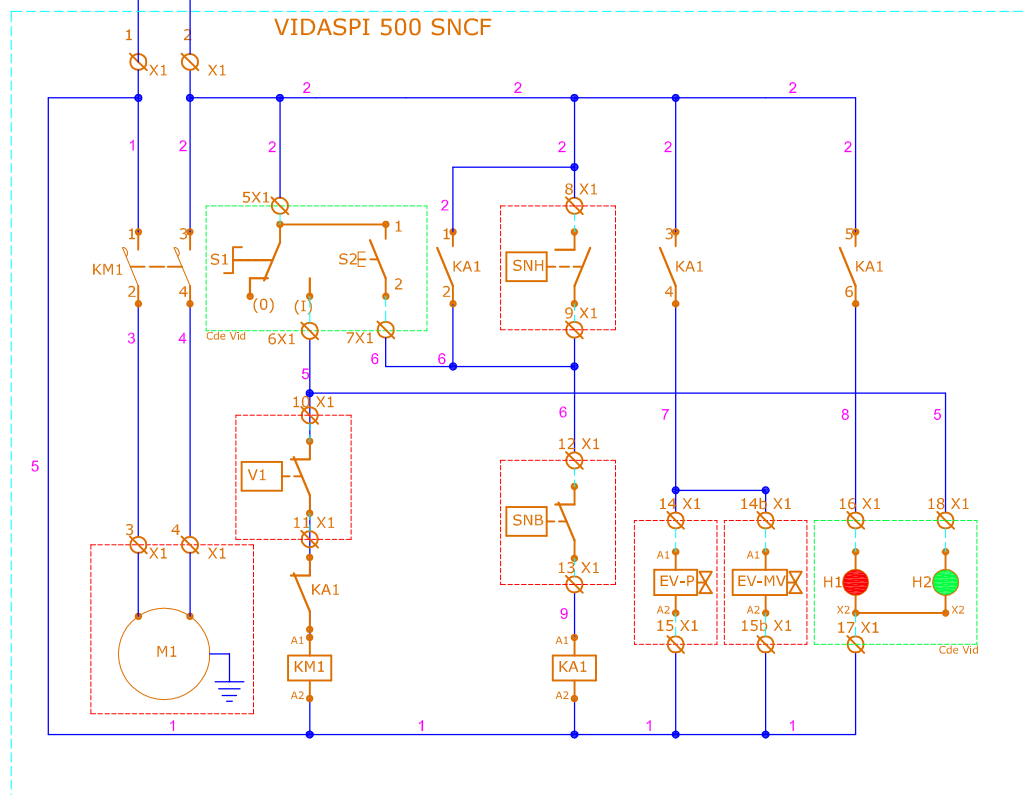 VIDASPI 500 SNCF
1 2
X1 X1
2 2 2
1 2 2 2 2 2
5X1 8 X1
2
1 3 1 1 3 5
KM1 S1 S2 KA1 SNH KA1 KA1
2 4 (0) (I) 2 2 4 6
Cde Vid 6X1 7X1 9 X1
3 4 6 6
5
10 X1 6 7 8 5
12 X1
5 V1
14 X1 14b X1 16 X1 18 X1
3 4 11 X1 SNB
X1 X1
A1 A1
13 X1
KA1 EV-P EV-MV H1 H2
9 A2 A2 X2 X2
15 X1 15b X1 17 X1
A1 A1
M1 Cde Vid
KM1 KA1
A2 A2
1 1 1 1